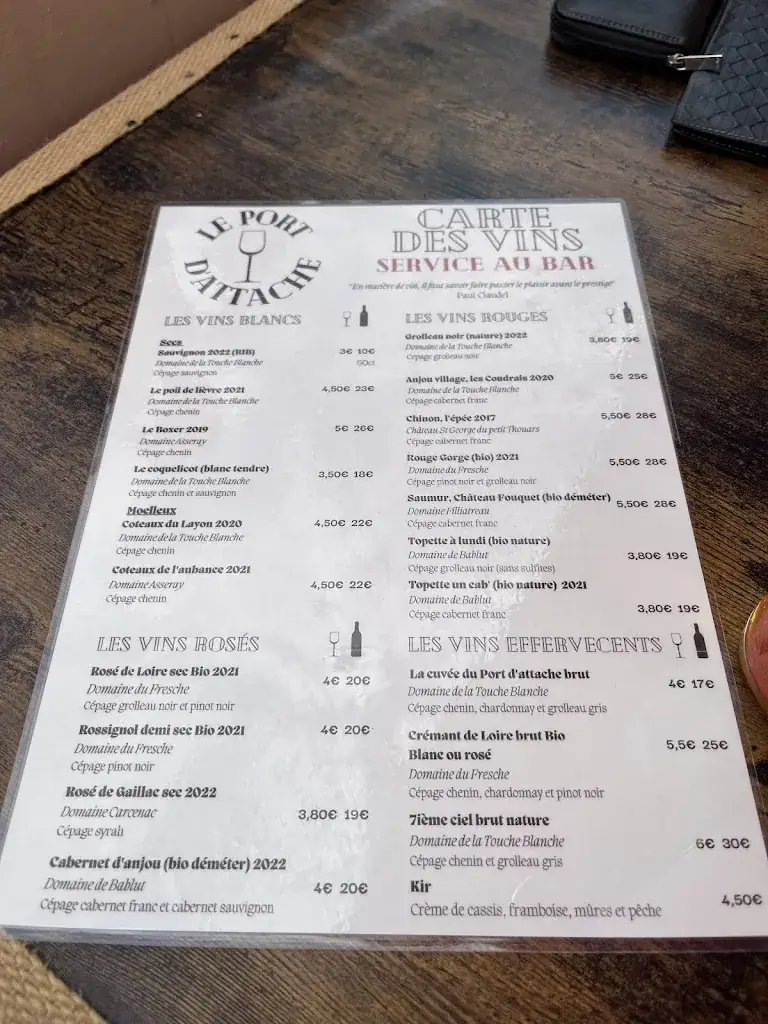 LE PORT
D'ATTACHE
CARTE
DES VINS
SERVICE AU BAR
"En matière de vin, il faut savoir faire passer le plaisir avant le prestige"
Paul Claudel
LES VINS BLANCS
Secs
Sauvignon 2022 (BIB) 3€ 10€
Domaine de la Touche Blanche 50cl
Cépage sauvignon
Le poil de lièvre 2021 4,50€ 23€
Domaine de la Touche Blanche
Cépage chenin
Le Boxer 2019 5€ 26€
Domaine Asseray
Cépage chenin
Le coquelicot (blanc tendre) 3,50€ 18€
Domaine de la Touche Blanche
Cépage chenin et sauvignon
Moelleux
Coteaux du Layon 2020 4,50€ 22€
Domaine de la Touche Blanche
Cépage chenin
Coteaux de l'aubance 2021 4,50€ 22€
Domaine Asseray
Cépage chenin
LES VINS ROSÉS
Rosé de Loire sec Bio 2021 4€ 20€
Domaine du Fresche
Cépage grolleau noir et pinot noir
Rossignol demi sec Bio 2021 4€ 20€
Domaine du Fresche
Cépage pinot noir
Rosé de Gaillac sec 2022 3,80€ 19€
Domaine Carcenac
Cépage syrah
Cabernet d'anjou (bio déméter) 2022 4€ 20€
Domaine de Bablut
Cépage cabernet franc et cabernet sauvignon
LES VINS ROUGES
Grolleau noir (nature) 2022 3,80€ 19€
Domaine de la Touche Blanche
Cépage grolleau noir
Anjou village, les Coudrais 2020 5€ 25€
Domaine de la Touche Blanche
Cépage cabernet franc
Chinon, l'épée 2017 5,50€ 28€
Château St George du petit Thouars
Cépage cabernet franc
Rouge Gorge (bio) 2021 5,50€ 28€
Domaine du Fresche
Cépage pinot noir et grolleau noir
Saumur, Château Fouquet (bio déméter) 5,50€ 28€
Domaine Filliatreau
Cépage cabernet franc
Topette à lundi (bio nature) 3,80€ 19€
Domaine de Bablut
Cépage grolleau noir (sans sulfites)
Topette un cab' (bio nature) 2021 3,80€ 19€
Domaine de Bablut
Cépage cabernet franc
LES VINS EFFERVECENTS
La cuvée du Port d'attache brut 4€ 17€
Domaine de la Touche Blanche
Cépage chenin, chardonnay et grolleau gris
Crémant de Loire brut Bio 5,5€ 25€
Blanc ou rosé
Domaine du Fresche
Cépage chenin, chardonnay et pinot noir
7ième ciel brut nature 6€ 30€
Domaine de la Touche Blanche
Cépage chenin et grolleau gris
Kir 4,50€
Crème de cassis, framboise, mûres et pêche